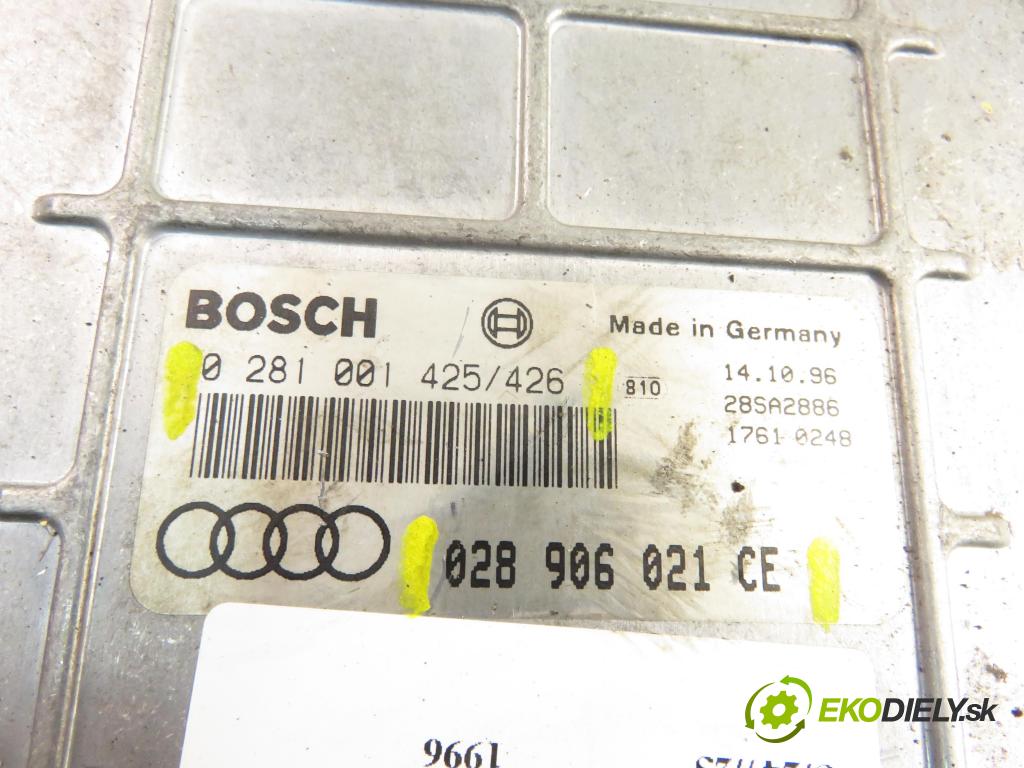 BOSCH
Made in Germany
0 281 001 425/426
810
14.10.96
28SA2886
1761 0248
028 906 021 CE
1996
EKODIELY.sk